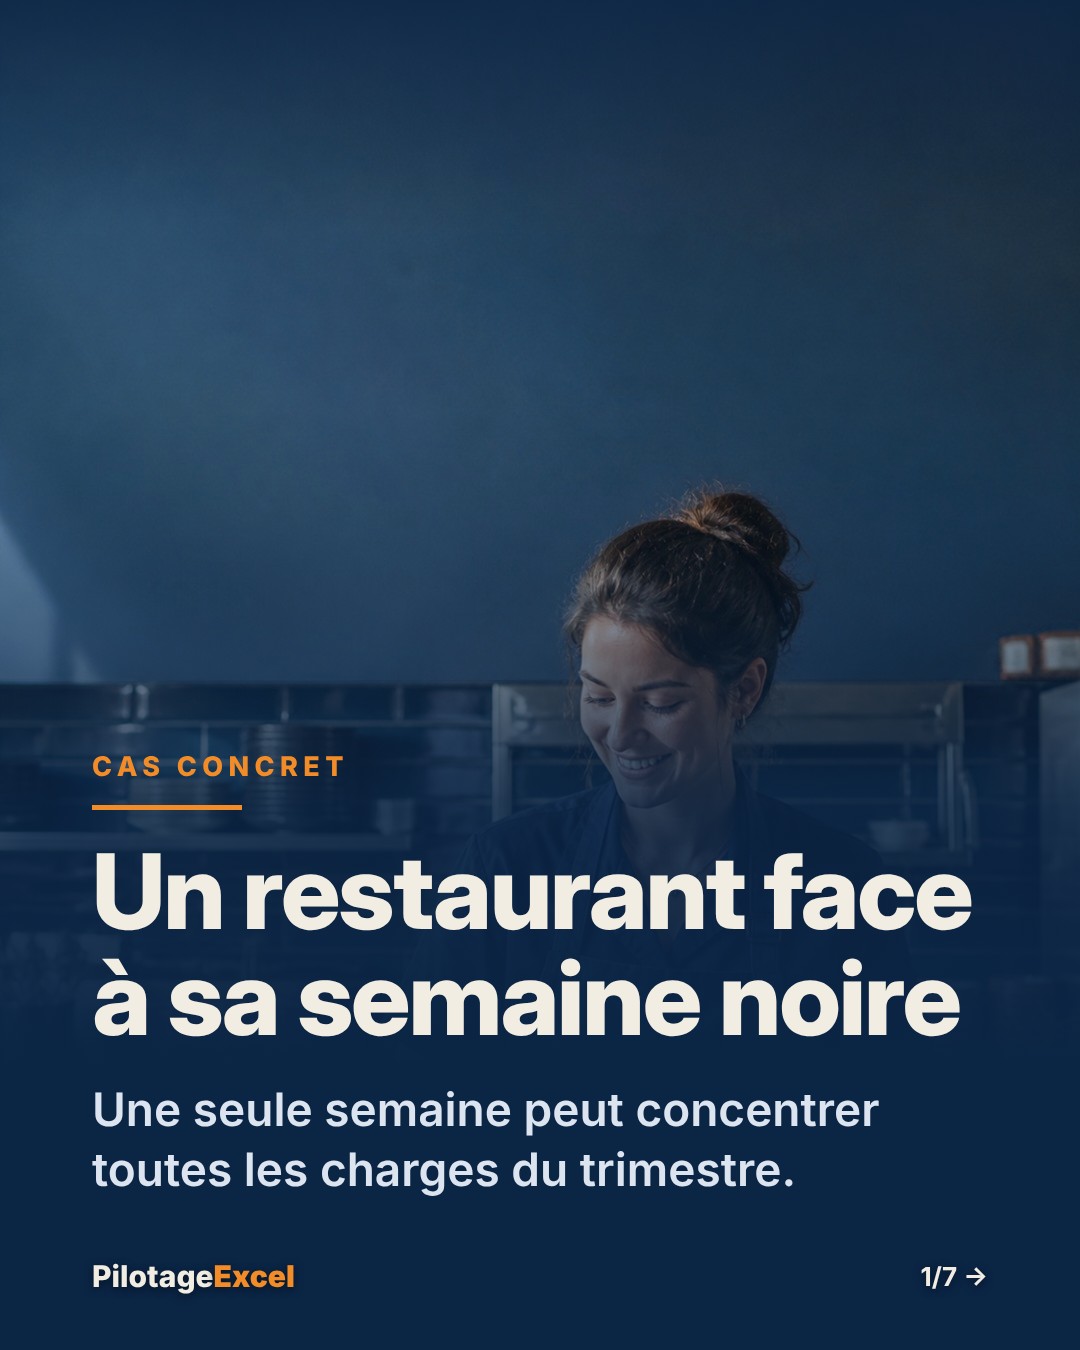 CAS CONCRET
Un restaurant face
à sa semaine noire
Une seule semaine peut concentrer
toutes les charges du trimestre.
PilotageExcel
1/7 →